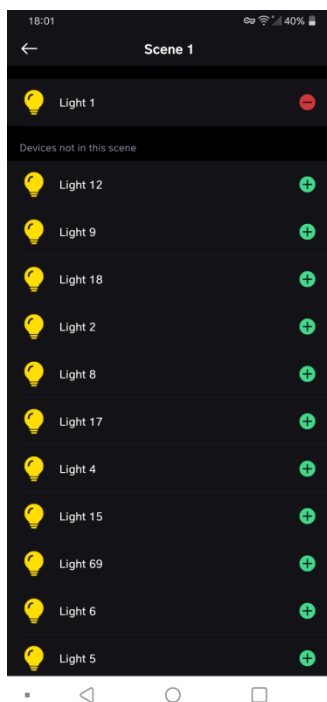 18:01
40%
Scene 1
Light 1
Devices not in this scene
Light 12
Light 9
Light 18
Light 2
Light 8
Light 17
Light 4
Light 15
Light 69
Light 6
Light 5